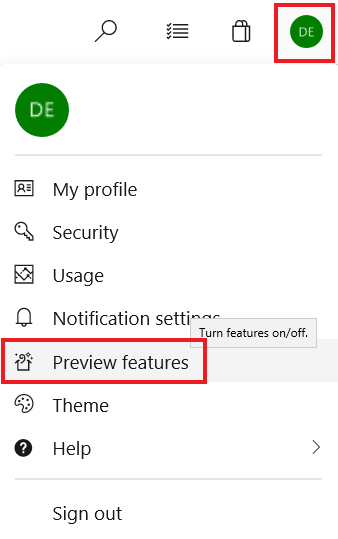 DE
DE
My profile
Security
Usage
Notification settings
Turn features on/off.
Preview features
Theme
Help
Sign out